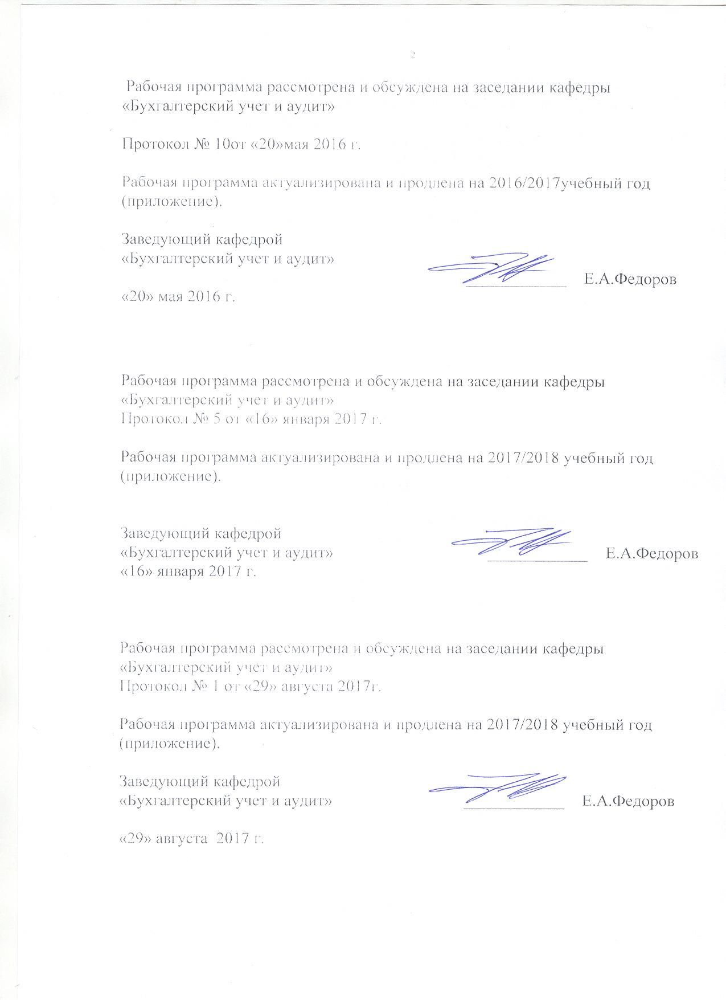 2
Рабочая программа рассмотрена и обсуждена на заседании кафедры
«Бухгалтерский учет и аудит»
Протокол № 10от «20»мая 2016 г.
Рабочая программа актуализирована и продлена на 2016/2017учебный год
(приложение).
Заведующий кафедрой
«Бухгалтерский учет и аудит»
______________ Е.А.Федоров
«20» мая 2016 г.
Рабочая программа рассмотрена и обсуждена на заседании кафедры
«Бухгалтерский учет и аудит»
Протокол № 5 от «16» января 2017 г.
Рабочая программа актуализирована и продлена на 2017/2018 учебный год
(приложение).
Заведующий кафедрой
«Бухгалтерский учет и аудит» ______________ Е.А.Федоров
«16» января 2017 г.
Рабочая программа рассмотрена и обсуждена на заседании кафедры
«Бухгалтерский учет и аудит»
Протокол № 1 от «29» августа 2017г.
Рабочая программа актуализирована и продлена на 2017/2018 учебный год
(приложение).
Заведующий кафедрой
«Бухгалтерский учет и аудит» ______________ Е.А.Федоров
«29» августа 2017 г.